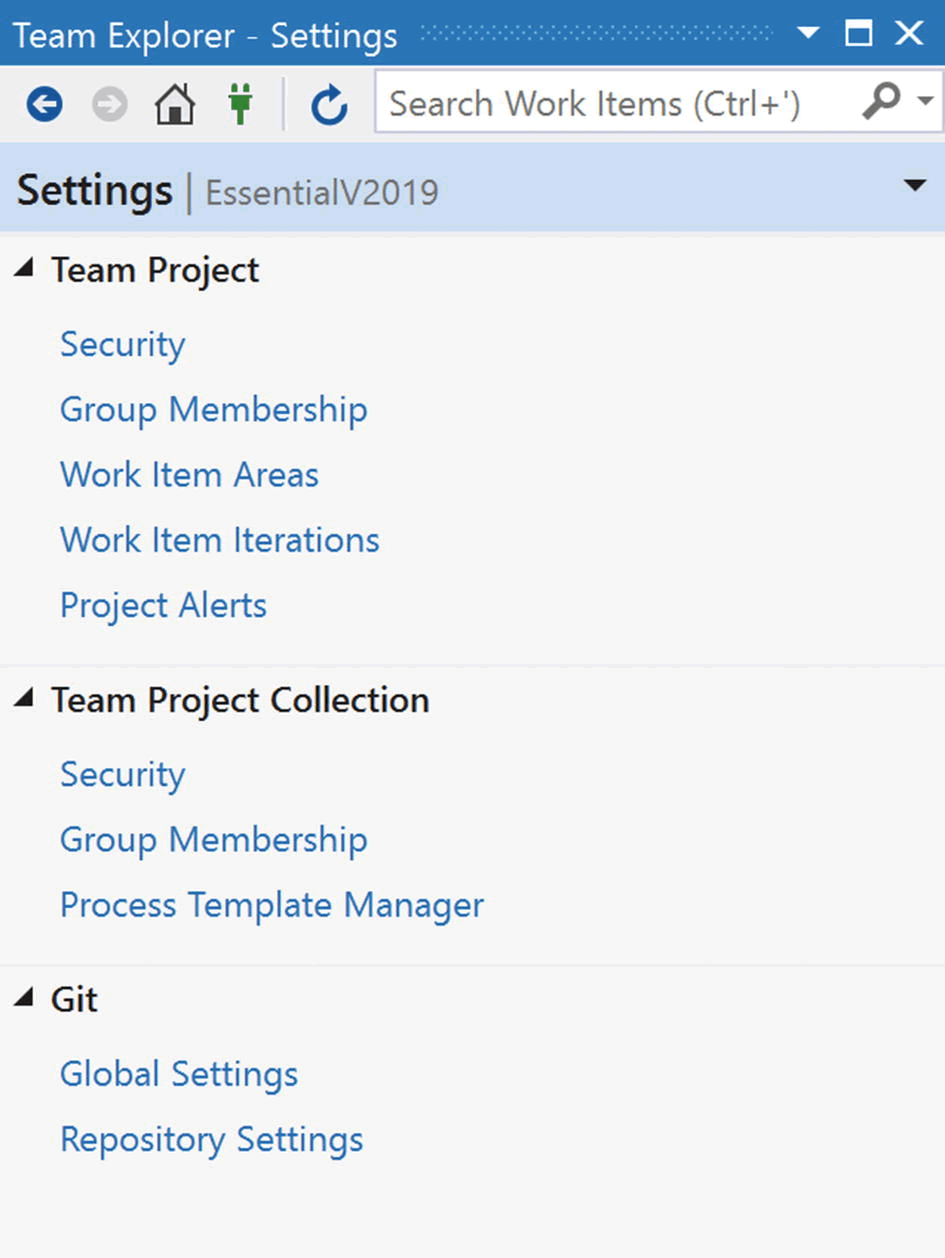 Team Explorer - Settings
Search Work Items (Ctrl+')
Settings | EssentialV2019
Team Project
Security
Group Membership
Work Item Areas
Work Item Iterations
Project Alerts
Team Project Collection
Security
Group Membership
Process Template Manager
Git
Global Settings
Repository Settings